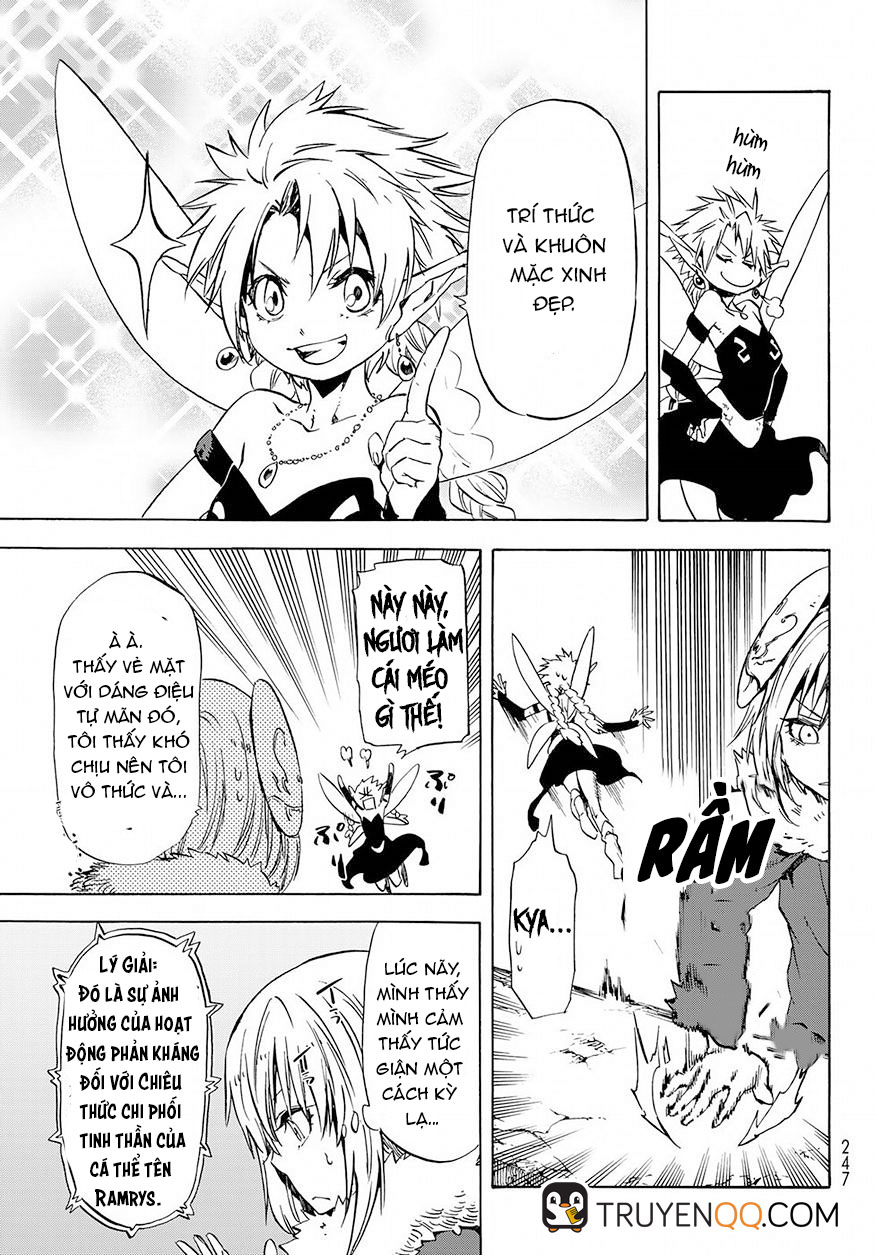 hừm
hừm
TRÍ THỨC
VÀ KHUÔN
MẶC XINH
ĐẸP.
RẦM
KYA...
NÀY NÀY,
NGƯƠI LÀM
CÁI MÉO
GÌ THẾ!
ぷり
ぷり
À À.
THẤY VẺ MẶT
VỚI DÁNG ĐIỆU
TỰ MÃN ĐÓ,
TÔI THẤY KHÓ
CHỊU NÊN TÔI
VÔ THỨC VÀ...
LÚC NÃY,
MÌNH THẤY
MÌNH CẢM
THẤY TỨC
GIẬN MỘT
CÁCH KỲ
LẠ...
LÝ GIẢI:
ĐÓ LÀ SỰ ẢNH
HƯỞNG CỦA HOẠT
ĐỘNG PHẢN KHÁNG
ĐỐI VỚI CHIÊU
THỨC CHI PHỐI
TINH THẦN CỦA
CÁ THỂ TÊN
RAMRYS.
247
TRUYENQQ.COM